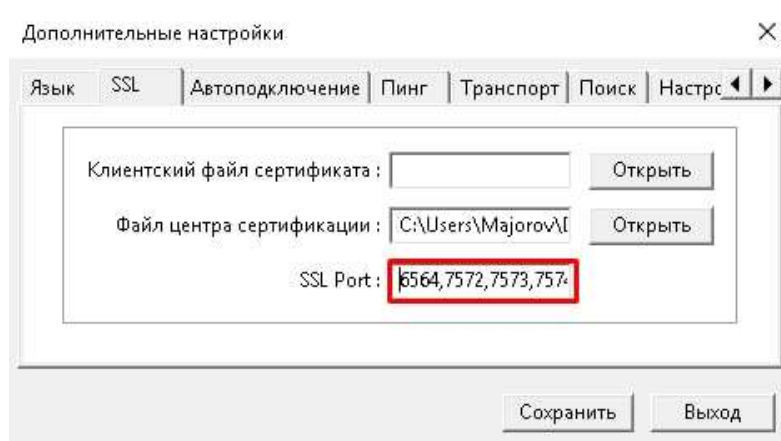 Дополнительные настройки
Язык SSL Автоподключение Пинг Транспорт Поиск Настро
Клиентский файл сертификата : Открыть
Файл центра сертификации : C:\Users\Majorov\ Открыть
SSL Port : 6564,7572,7573,757
Сохранить Выход